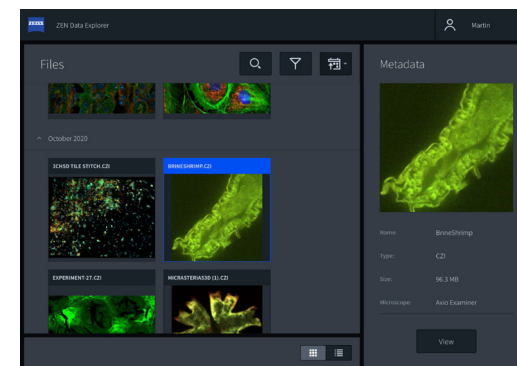 ZEISS
ZEN Data Explorer
Martin
Files
Metadata
October 2020
3CHSD TILE STITCH.CZI
BRINESHRIMP.CZI
EXPERIMENT-27.CZI
MICRASTERIAS3D (1).CZI
Name: BrineShrimp
Type: CZI
Size: 96.3 MB
Microscope: Axio Examiner
View